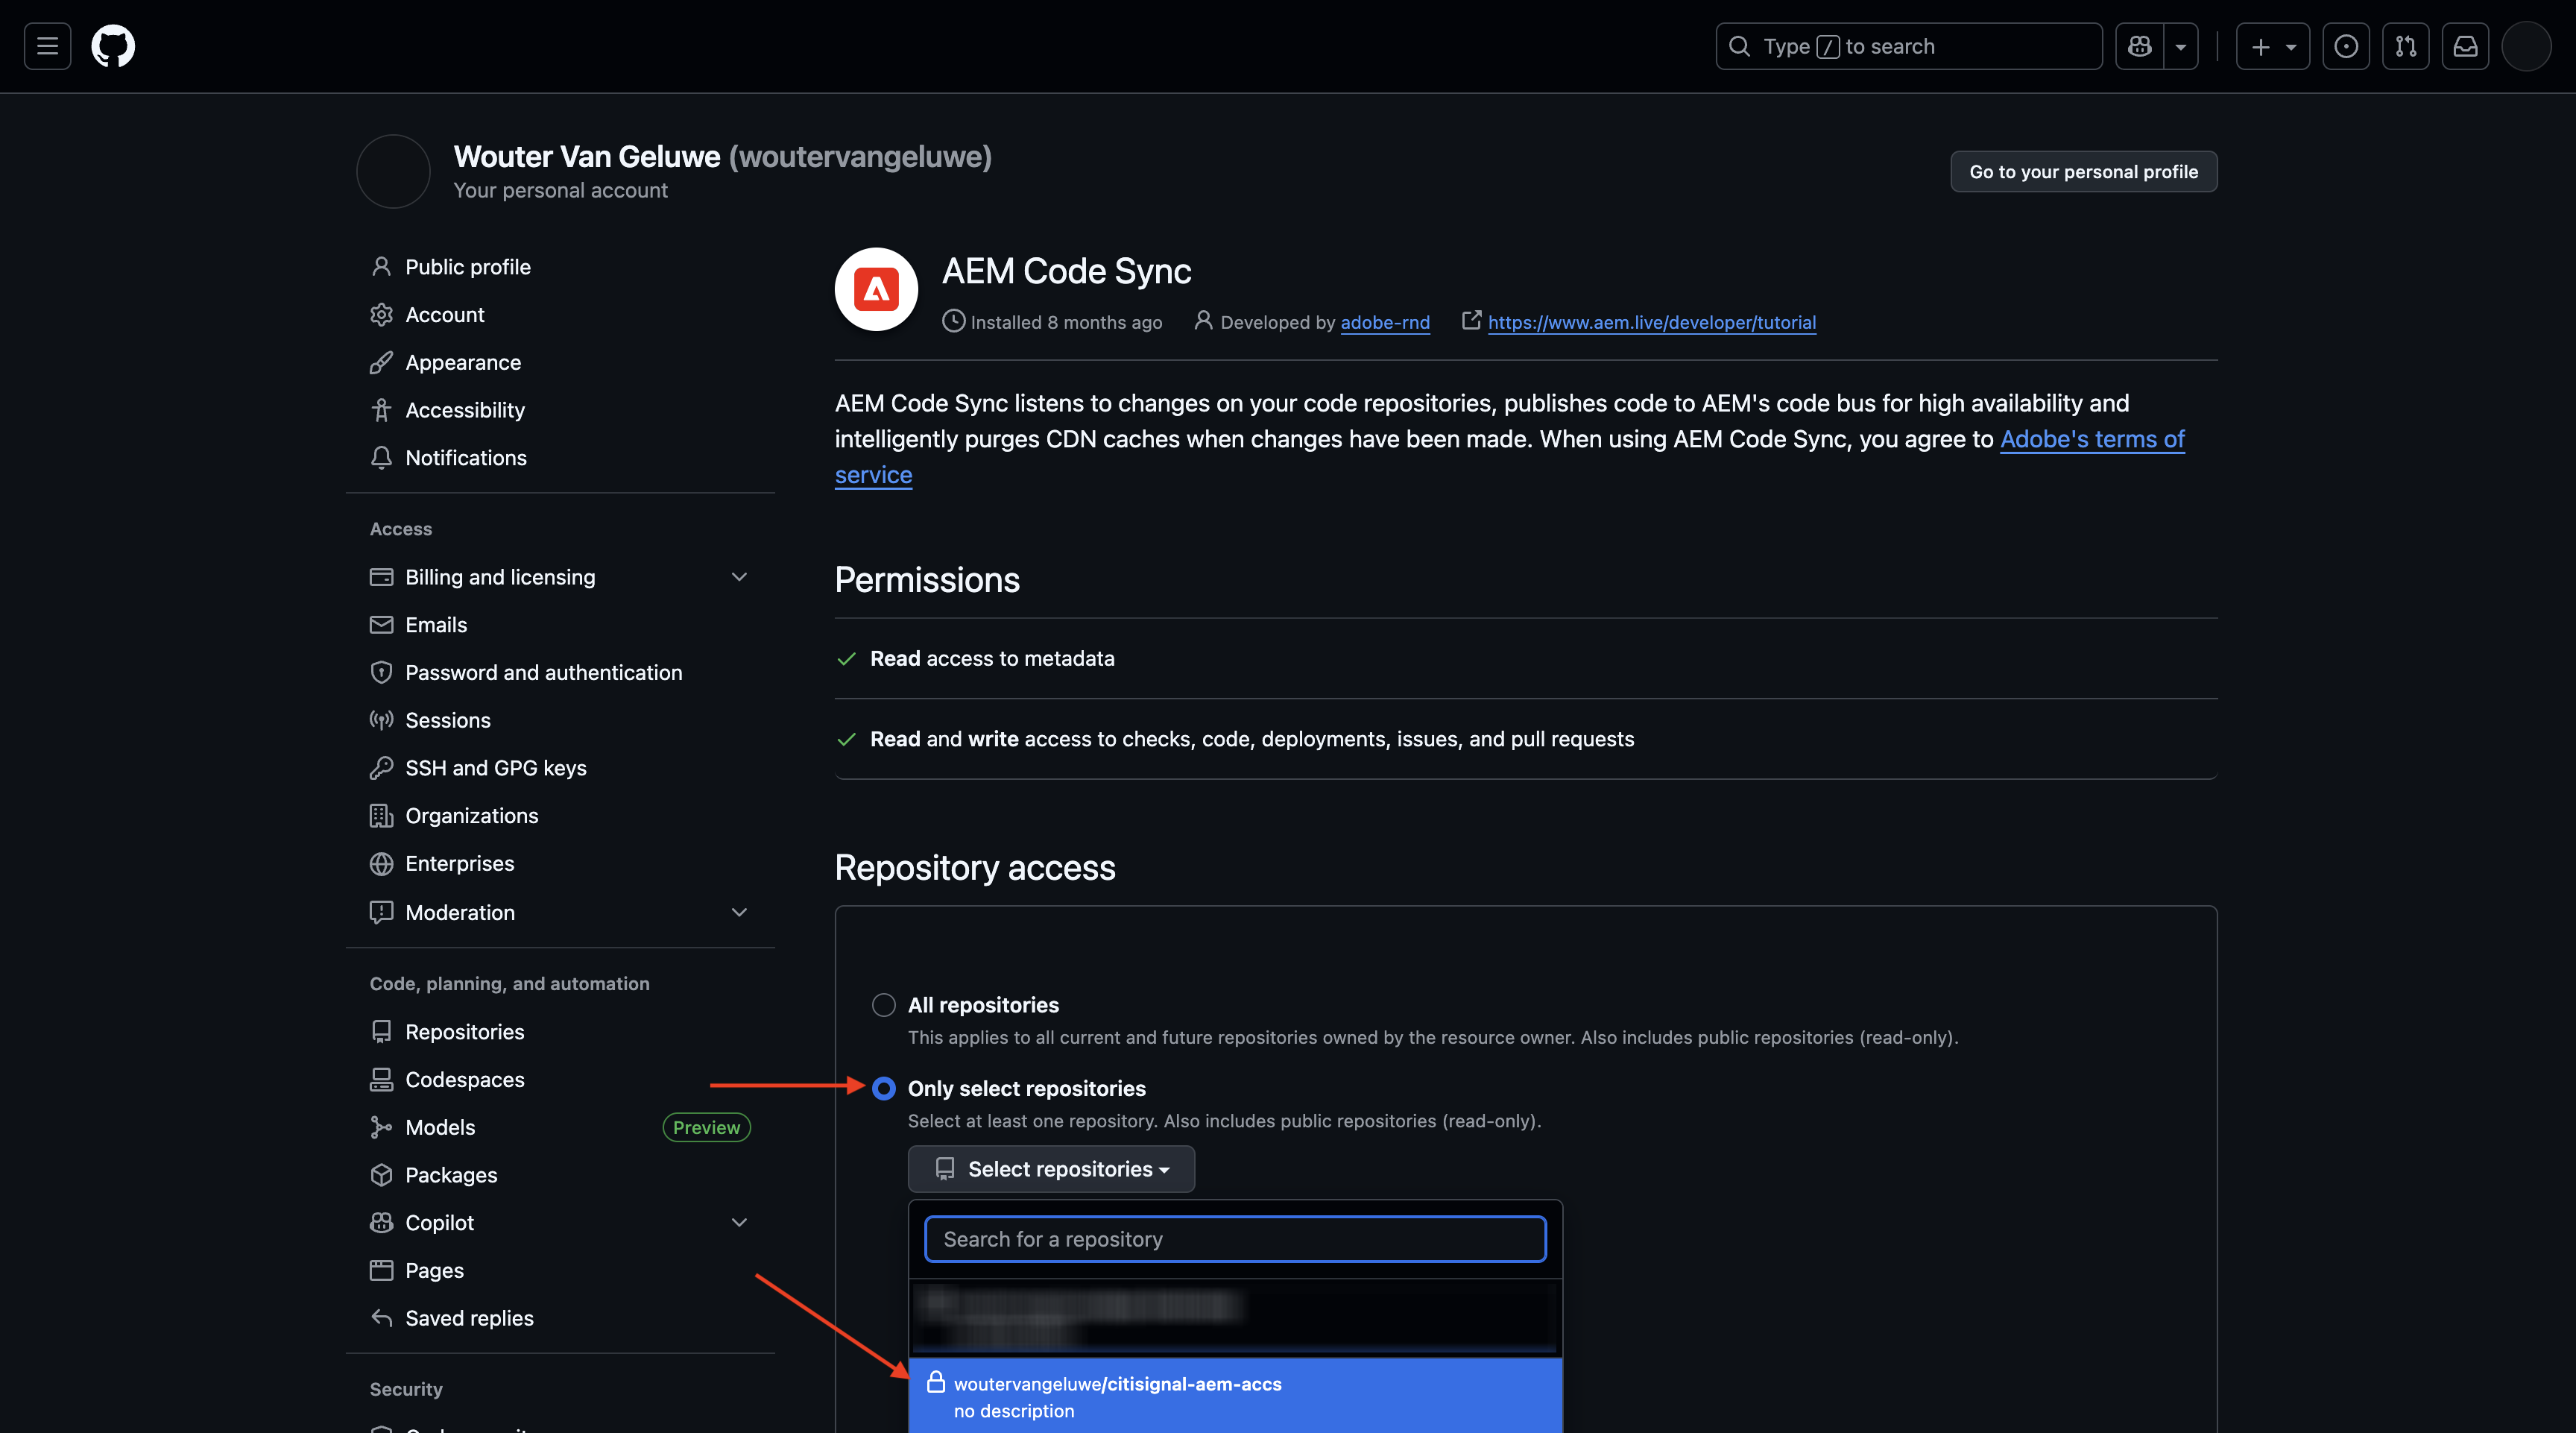 Type / to search
Wouter Van Geluwe (woutervangeluwe)
Your personal account
Go to your personal profile
Public profile
Account
Appearance
Accessibility
Notifications
Access
Billing and licensing
Emails
Password and authentication
Sessions
SSH and GPG keys
Organizations
Enterprises
Moderation
Code, planning, and automation
Repositories
Codespaces
Models Preview
Packages
Copilot
Pages
Saved replies
Security
AEM Code Sync
Installed 8 months ago Developed by adobe-rnd https://www.aem.live/developer/tutorial
AEM Code Sync listens to changes on your code repositories, publishes code to AEM's code bus for high availability and
intelligently purges CDN caches when changes have been made. When using AEM Code Sync, you agree to Adobe's terms of
service
Permissions
Read access to metadata
Read and write access to checks, code, deployments, issues, and pull requests
Repository access
All repositories
This applies to all current and future repositories owned by the resource owner. Also includes public repositories (read-only).
Only select repositories
Select at least one repository. Also includes public repositories (read-only).
Select repositories
Search for a repository
woutervangeluwe/citisignal-aem-accs
no description